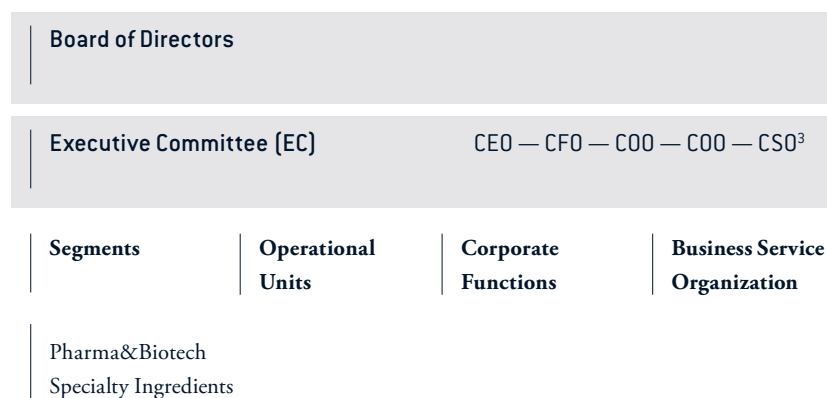 Board of Directors
Executive Committee (EC) CEO — CFO — COO — COO — CSO³
Segments Operational Units Corporate Functions Business Service Organization
Pharma&Biotech
Specialty Ingredients